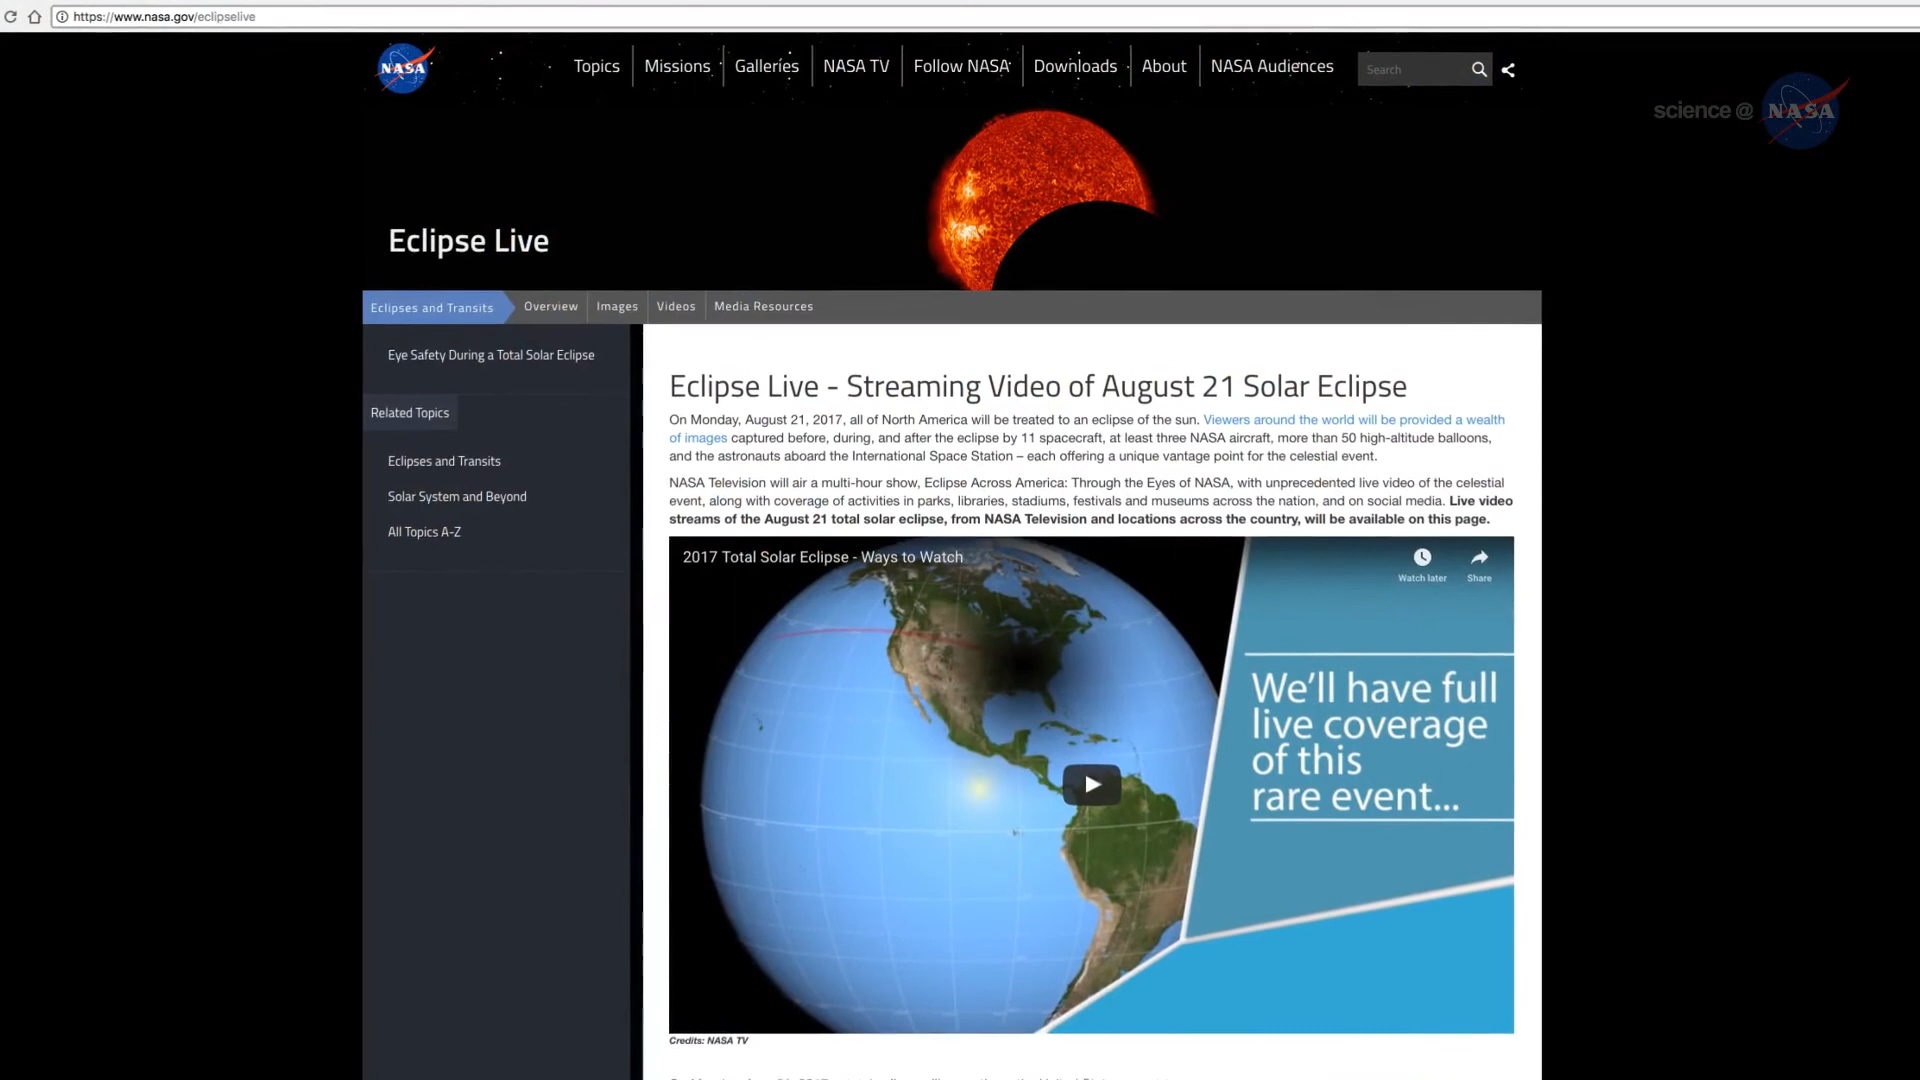 https://www.nasa.gov/eclipselive
NASA
Topics
Missions
Galleries
NASA TV
Follow NASA
Downloads
About
NASA Audiences
Search
science @ NASA
Eclipse Live
Eclipses and Transits
Overview
Images
Videos
Media Resources
Eye Safety During a Total Solar Eclipse
Related Topics
Eclipses and Transits
Solar System and Beyond
All Topics A-Z
Eclipse Live - Streaming Video of August 21 Solar Eclipse
On Monday, August 21, 2017, all of North America will be treated to an eclipse of the sun. Viewers around the world will be provided a wealth
of images captured before, during, and after the eclipse by 11 spacecraft, at least three NASA aircraft, more than 50 high-altitude balloons,
and the astronauts aboard the International Space Station – each offering a unique vantage point for the celestial event.
NASA Television will air a multi-hour show, Eclipse Across America: Through the Eyes of NASA, with unprecedented live video of the celestial
event, along with coverage of activities in parks, libraries, stadiums, festivals and museums across the nation, and on social media. Live video
streams of the August 21 total solar eclipse, from NASA Television and locations across the country, will be available on this page.
2017 Total Solar Eclipse - Ways to Watch
Watch later
Share
We'll have full
live coverage
of this
rare event...
Credits: NASA TV